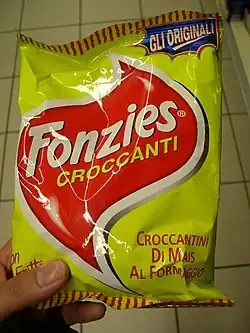 GLI ORIGINALI
Fonzies®
CROCCANTI
CROCCANTINI
DI MAIS
AL FORMAGGIO